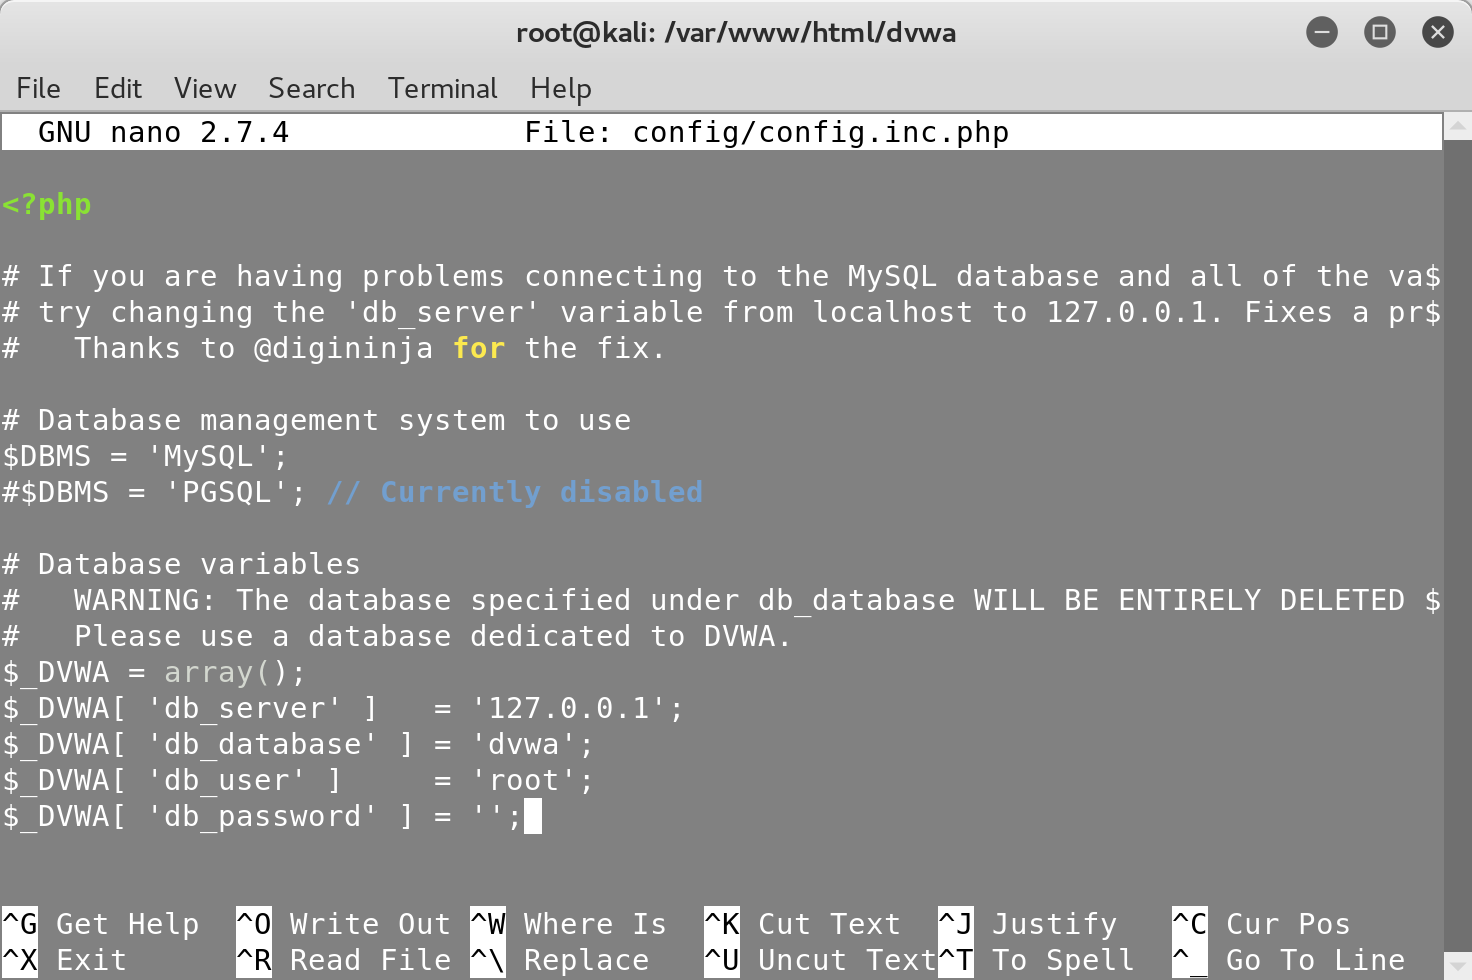 root@kali: /var/www/html/dvwa
File Edit View Search Terminal Help
GNU nano 2.7.4 File: config/config.inc.php
<?php
# If you are having problems connecting to the MySQL database and all of the va$
# try changing the 'db_server' variable from localhost to 127.0.0.1. Fixes a pr$
#   Thanks to @digininja for the fix.
# Database management system to use
$DBMS = 'MySQL';
#$DBMS = 'PGSQL'; // Currently disabled
# Database variables
#   WARNING: The database specified under db_database WILL BE ENTIRELY DELETED $
#   Please use a database dedicated to DVWA.
$_DVWA = array();
$_DVWA[ 'db_server' ]   = '127.0.0.1';
$_DVWA[ 'db_database' ] = 'dvwa';
$_DVWA[ 'db_user' ]     = 'root';
$_DVWA[ 'db_password' ] = '';
^G Get Help ^O Write Out ^W Where Is ^K Cut Text ^J Justify ^C Cur Pos
^X Exit ^R Read File ^\ Replace ^U Uncut Text ^T To Spell ^_ Go To Line